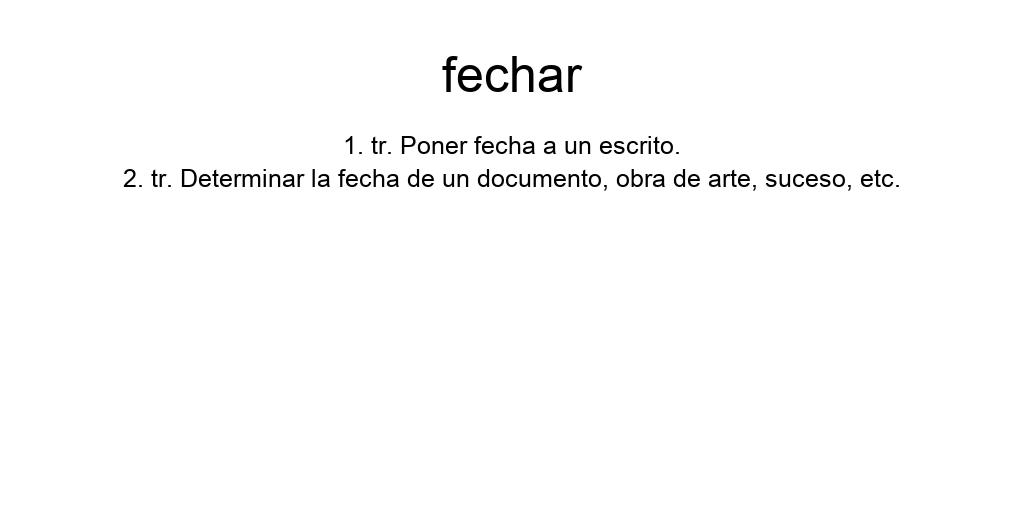 fechar
1. tr. Poner fecha a un escrito.
2. tr. Determinar la fecha de un documento, obra de arte, suceso, etc.